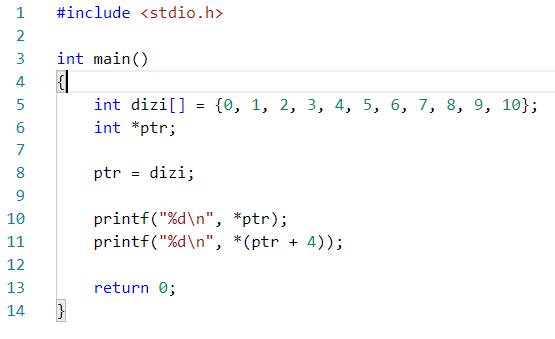 1 #include <stdio.h>
2
3 int main()
4 {
5     int dizi[] = {0, 1, 2, 3, 4, 5, 6, 7, 8, 9, 10};
6     int *ptr;
7
8     ptr = dizi;
9
10     printf("%d\n", *ptr);
11     printf("%d\n", *(ptr + 4));
12
13     return 0;
14 }